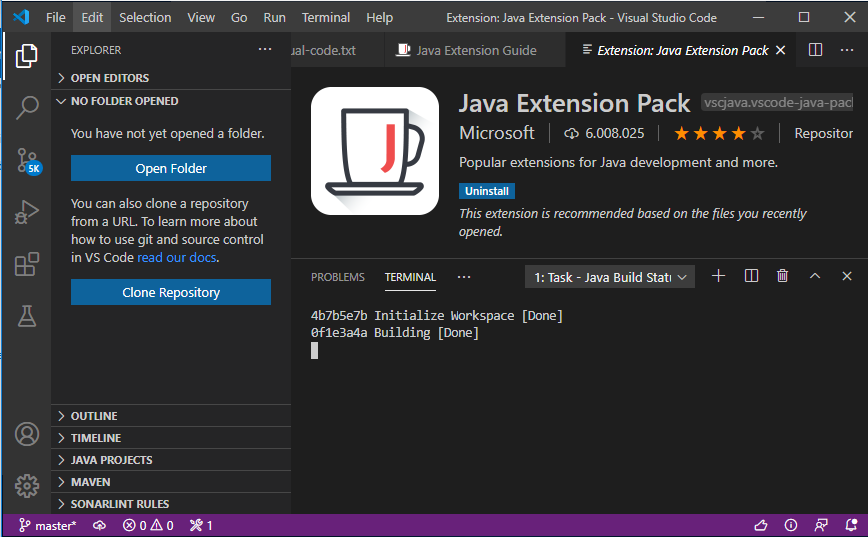 File Edit Selection View Go Run Terminal Help Extension: Java Extension Pack - Visual Studio Code
EXPLORER
OPEN EDITORS
NO FOLDER OPENED
You have not yet opened a folder.
Open Folder
You can also clone a repository
from a URL. To learn more about
how to use git and source control
in VS Code read our docs.
Clone Repository
OUTLINE
TIMELINE
JAVA PROJECTS
MAVEN
SONARLINT RULES
5K
ual-code.txt Java Extension Guide Extension: Java Extension Pack
J
Java Extension Pack vscjava.vscode-java-pac
Microsoft 6.008.025 Repositor
Popular extensions for Java development and more.
Uninstall
This extension is recommended based on the files you recently
opened.
PROBLEMS TERMINAL ··· 1: Task - Java Build Statu
4b7b5e7b Initialize Workspace [Done]
0f1e3a4a Building [Done]
master* 0 0 1